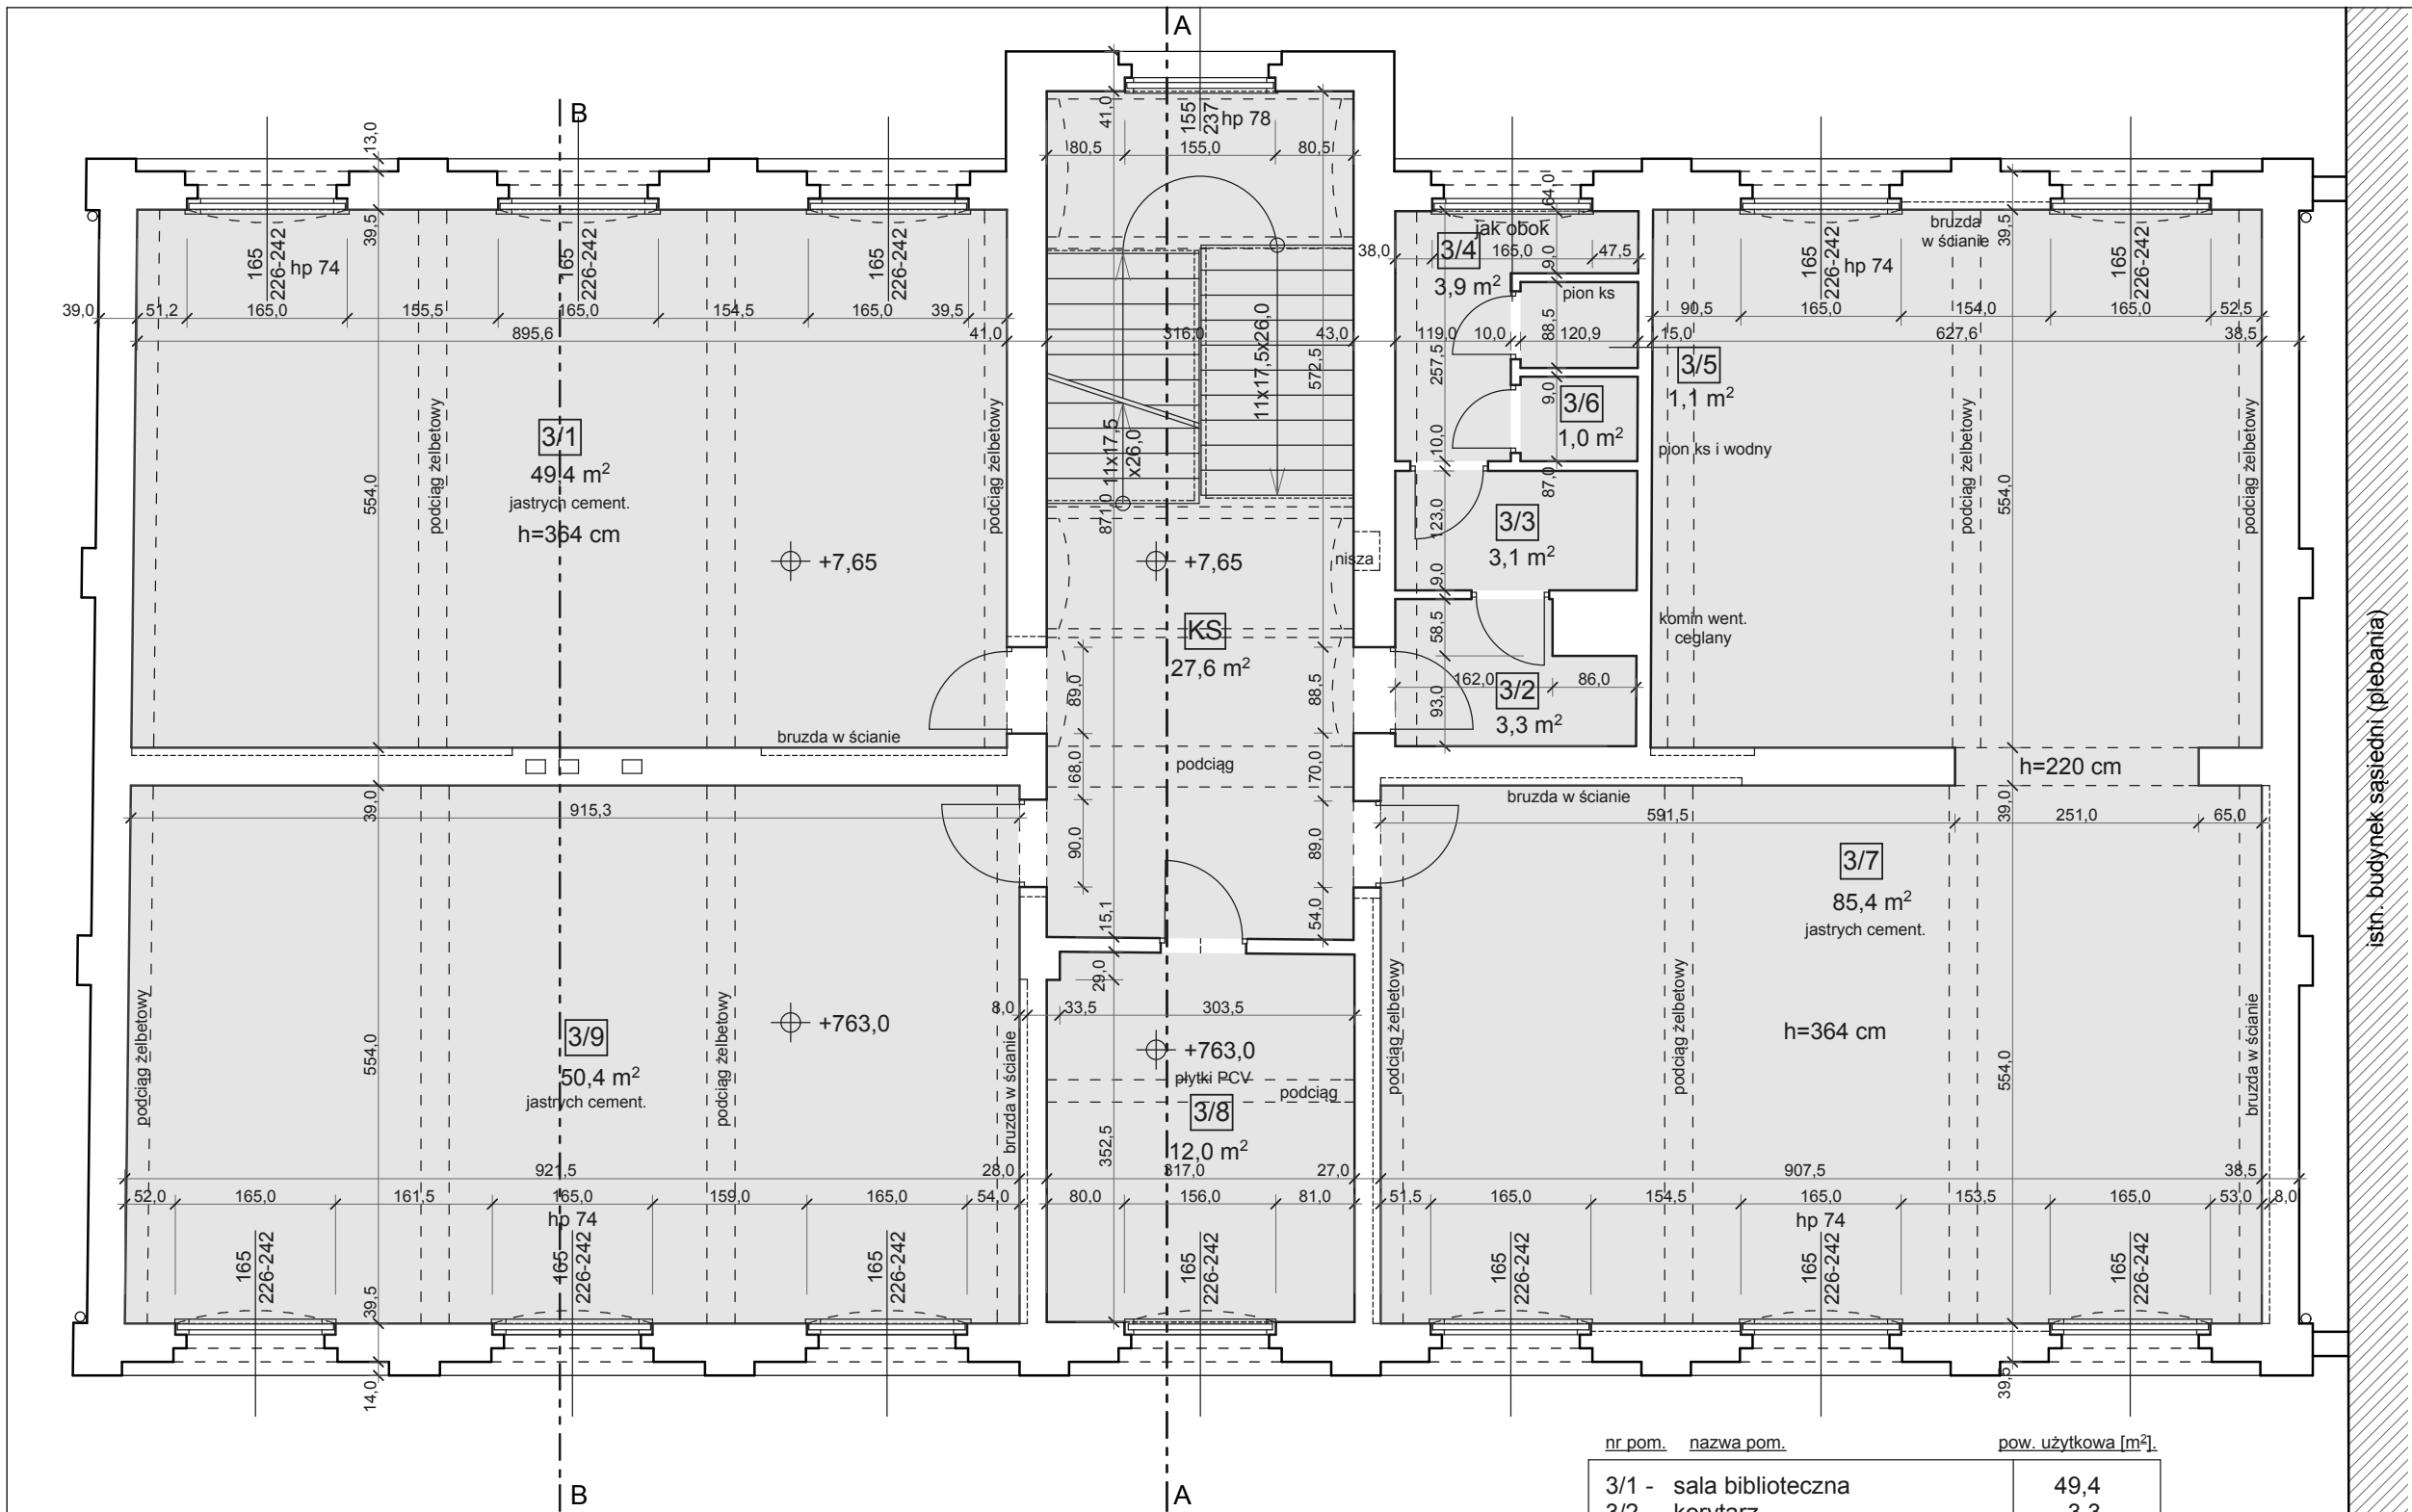 A
B
13,0
41,0
155
237
hp 78
80,5
155,0
80,5
64,0
39,5
165
226-242
hp 74
165
226-242
165
226-242
jak obok
3/4
38,0
165,0
47,5
3,9 m²
9,0
pion ks
bruzda
w ścianie
39,5
165
226-242
hp 74
165
226-242
39,0
51,2
165,0
155,5
165,0
154,5
165,0
39,5
90,5
165,0
154,0
165,0
52,5
895,6
41,0
316,0
43,0
119,0
10,0
120,9
15,0
627,6
38,5
88,5
257,5
572,5
11x17,5x26,0
3/5
1,1 m²
9,0
3/6
1,0 m²
podciąg żelbetowy
podciąg żelbetowy
podciąg żelbetowy
podciąg żelbetowy
3/1
49,4 m²
jastrych cement.
h=364 cm
554,0
871,0
11x17,5
x26,0
10,0
87,0
pion ks i wodny
554,0
+7,65
+7,65
nisza
123,0
3/3
3,1 m²
9,0
KS
27,6 m²
58,5
komin went.
ceglany
162,0
3/2
86,0
3,3 m²
93,0
89,0
88,5
bruzda w ścianie
68,0
podciąg
70,0
h=220 cm
39,0
915,3
bruzda w ścianie
591,5
39,0
251,0
65,0
90,0
89,0
3/7
85,4 m²
jastrych cement.
15,1
54,0
istn. budynek sąsiedni (plebania)
29,0
8,0
33,5
303,5
+763,0
3/9
50,4 m²
jastrych cement.
554,0
podciąg żelbetowy
podciąg żelbetowy
bruzda w ścianie
+763,0
płytki PCV
podciąg
3/8
12,0 m²
352,5
podciąg żelbetowy
podciąg żelbetowy
h=364 cm
554,0
bruzda w ścianie
921,5
28,0
317,0
27,0
907,5
38,5
52,0
165,0
161,5
165,0
159,0
165,0
54,0
80,0
156,0
81,0
51,5
165,0
154,5
165,0
153,5
165,0
53,0
8,0
hp 74
hp 74
165
226-242
165
226-242
165
226-242
165
226-242
165
226-242
165
226-242
165
226-242
39,5
14,0
39,5
nr pom. nazwa pom. pow. użytkowa [m²].
3/1 - sala biblioteczna 49,4
3/2 korytarz 3,3
B
A